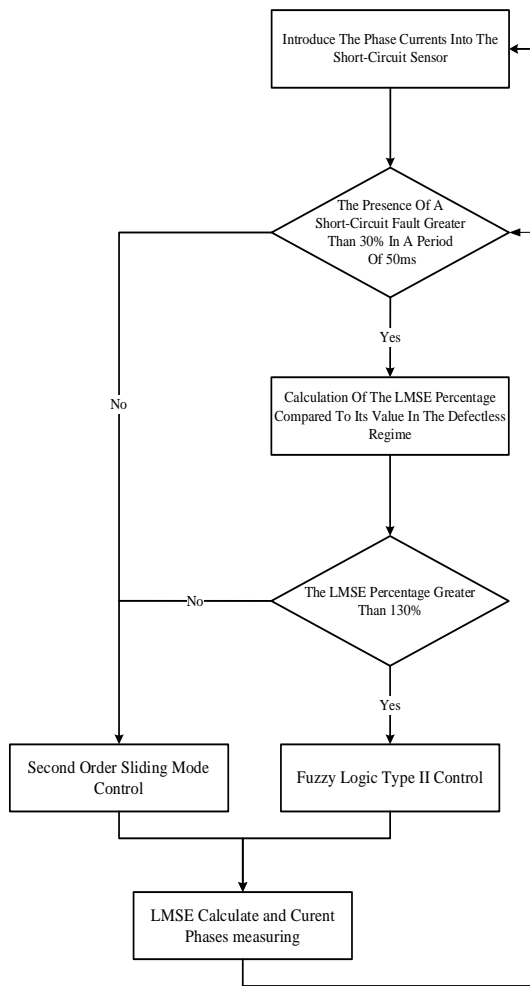 Introduce The Phase Currents Into The
Short-Circuit Sensor
The Presence Of A
Short-Circuit Fault Greater
Than 30% In A Period
Of 50ms
Yes
No
Calculation Of The LMSE Percentage
Compared To Its Value In The Defectless
Regime
The LMSE Percentage Greater
Than 130%
No
Yes
Second Order Sliding Mode
Control
Fuzzy Logic Type II Control
LMSE Calculate and Curent
Phases measuring